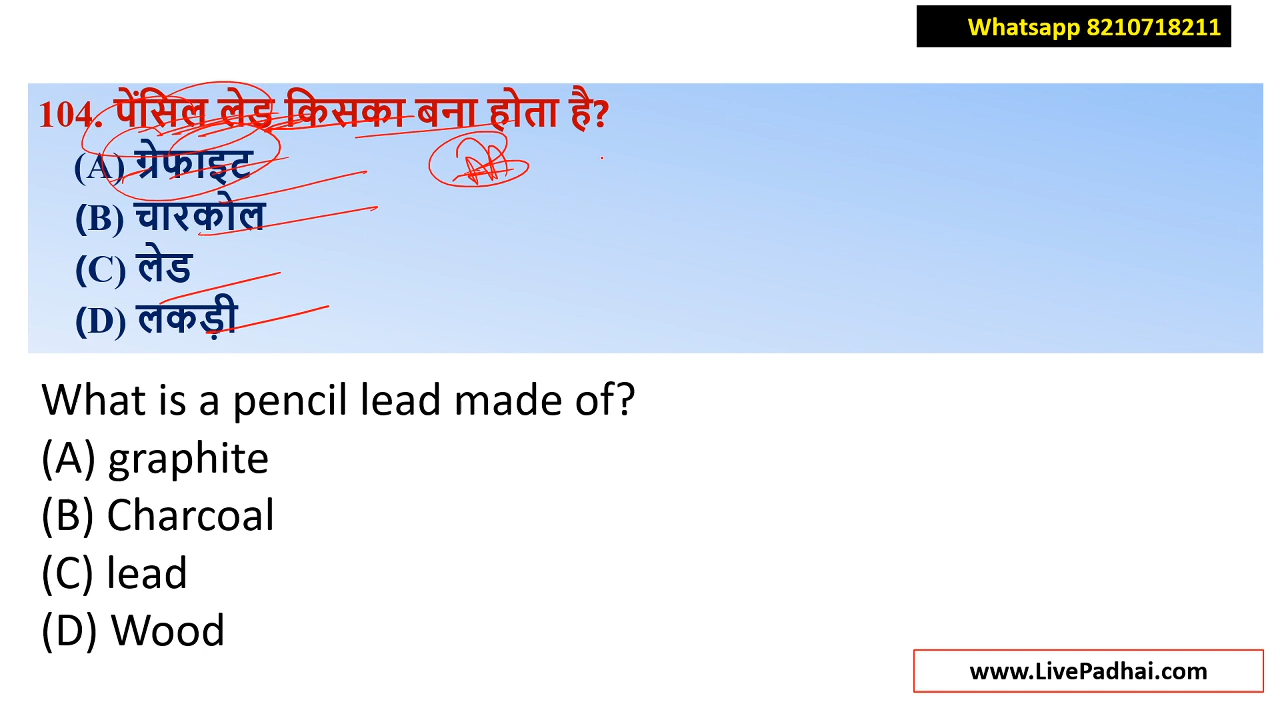 Whatsapp 8210718211
104. पेंसिल लेड किसका बना होता है?
(A) ग्रेफाइट
(B) चारकोल
(C) लेड
(D) लकड़ी
What is a pencil lead made of?
(A) graphite
(B) Charcoal
(C) lead
(D) Wood
www.LivePadhai.com